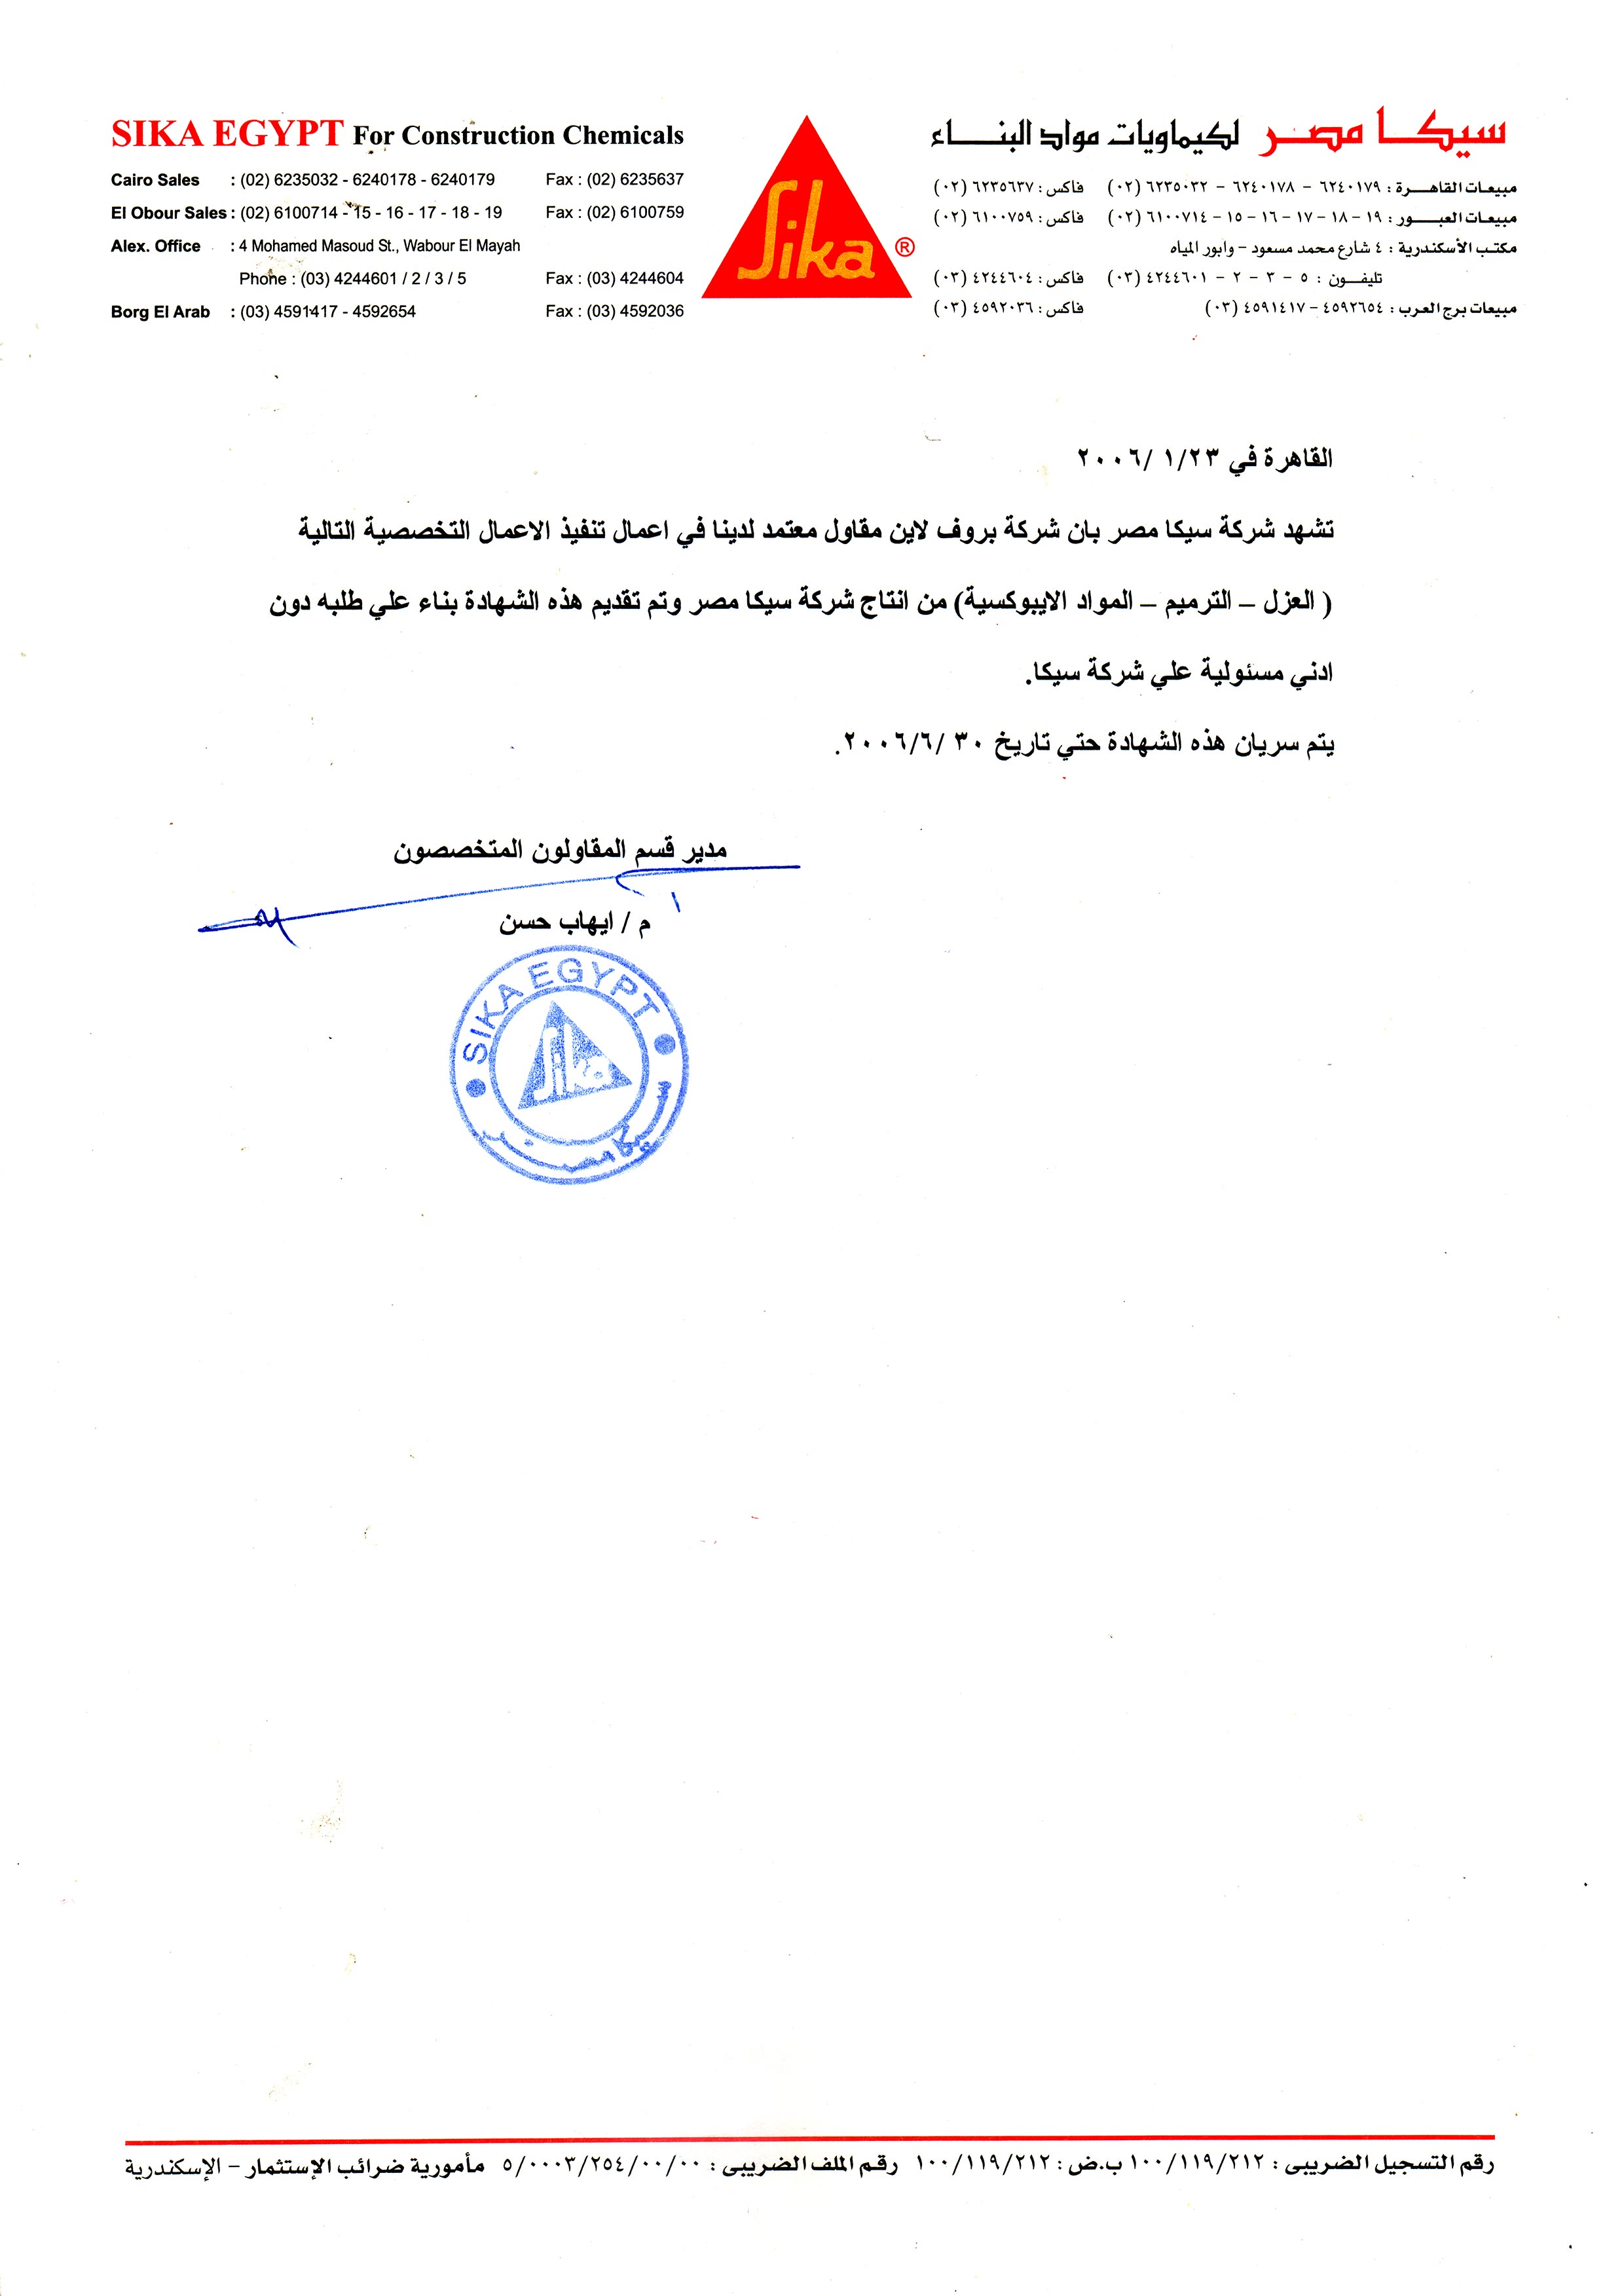 SIKA EGYPT For Construction Chemicals
Cairo Sales : (02) 6235032 - 6240178 - 6240179 Fax : (02) 6235637
El Obour Sales : (02) 6100714 - 15 - 16 - 17 - 18 - 19 Fax : (02) 6100759
Alex. Office : 4 Mohamed Masoud St., Wabour El Mayah
Phone : (03) 4244601 / 2 / 3 / 5 Fax : (03) 4244604
Borg El Arab : (03) 4591417 - 4592654 Fax : (03) 4592036
Sika ®
سيكا مصر لكيماويات مواد البناء
مبيعات القاهرة : ٦٢٤٠١٧٩ - ٦٢٤٠١٧٨ - ٦٢٣٥٠٣٢ (٠٢) فاكس : ٦٢٣٥٦٣٧ (٠٢)
مبيعات العبور : ١٩ - ١٨ - ١٧ - ١٦ - ١٥ - ٦١٠٠٧١٤ (٠٢) فاكس : ٦١٠٠٧٥٩ (٠٢)
مكتب الأسكندرية : ٤ شارع محمد مسعود - وابور المياه
تليفون : ٥ - ٣ - ٢ - ٤٢٤٤٦٠١ (٠٣) فاكس : ٤٢٤٤٦٠٤ (٠٣)
مبيعات برج العرب : ٤٥٩٢٦٥٤ - ٤٥٩١٤١٧ (٠٣) فاكس : ٤٥٩٢٠٣٦ (٠٣)
القاهرة في ٢٠٠٦/ ١/٢٣
تشهد شركة سيكا مصر بان شركة بروف لاين مقاول معتمد لدينا في اعمال تنفيذ الاعمال التخصصية التالية
( العزل – الترميم – المواد الايبوكسية) من انتاج شركة سيكا مصر وتم تقديم هذه الشهادة بناء علي طلبه دون
ادني مسئولية علي شركة سيكا.
يتم سريان هذه الشهادة حتي تاريخ ٣٠ /٢٠٠٦/٦.
مدير قسم المقاولون المتخصصون
م / ايهاب حسن
SIKA EGYPT
Sika
سيكا مصر
رقم التسجيل الضريبى : ١٠٠/١١٩/٢١٢ ب.ض : ١٠٠/١١٩/٢١٢ رقم الملف الضريبى : ٥/٠٠٠٣/٢٥٤/٠٠/٠٠ مأمورية ضرائب الإستثمار - الإسكندرية